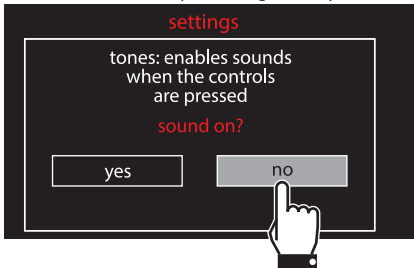 settings
tones: enables sounds
when the controls
are pressed
sound on?
yes
no